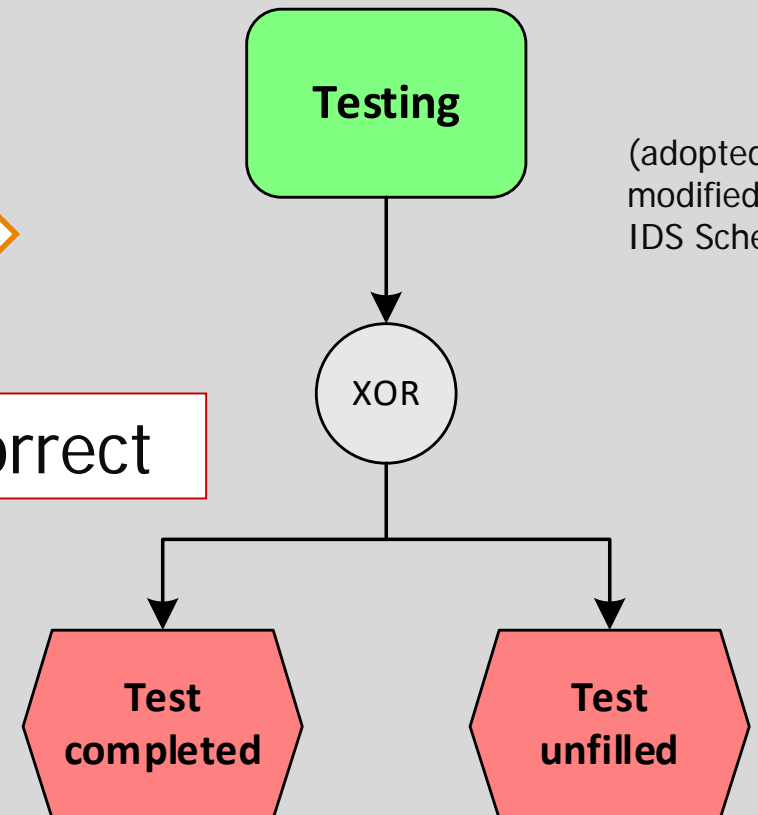 Testing
(adopted
modified
IDS Sche
XOR
orrect
Test
completed
Test
unfilled